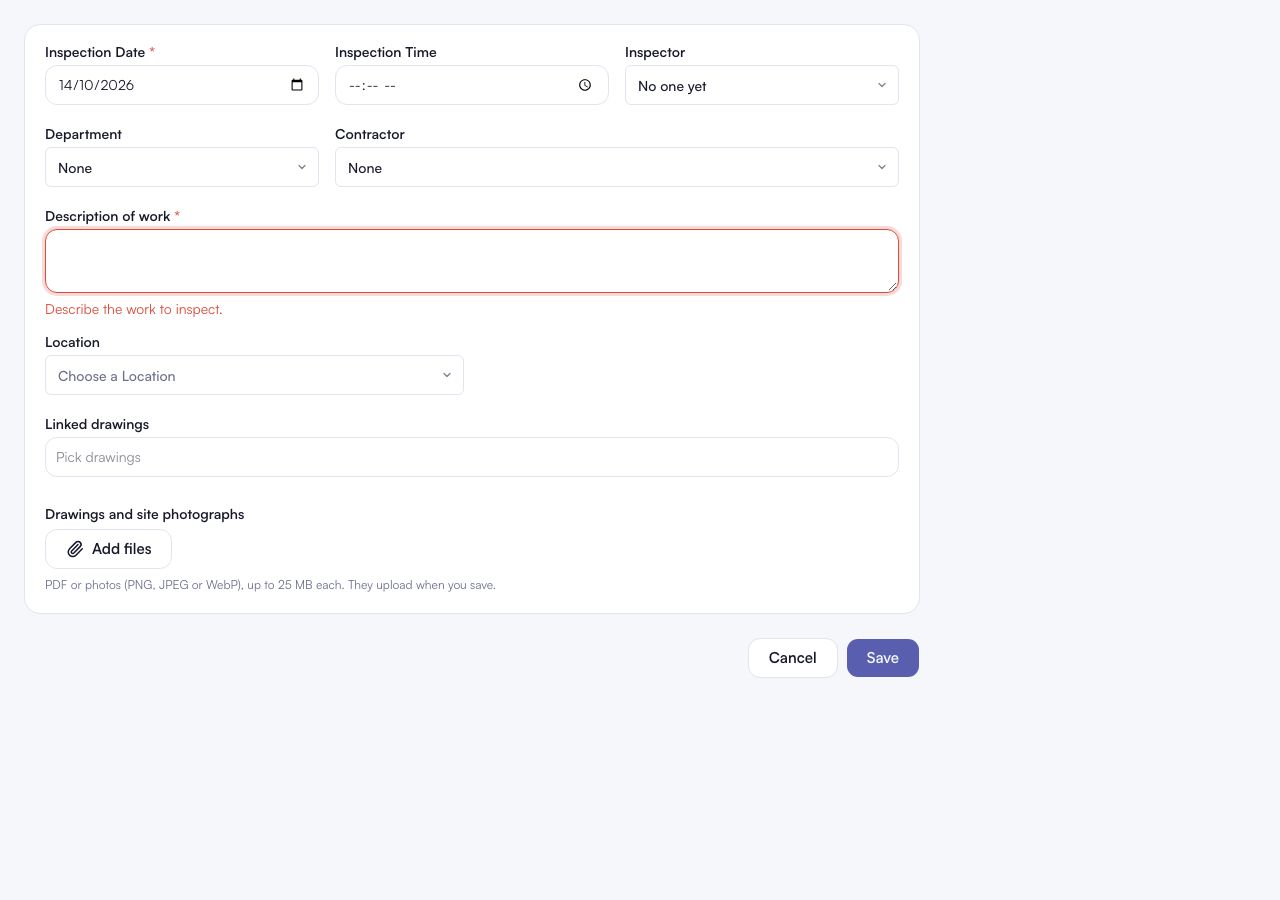 Inspection Date *
Inspection Time
Inspector
14/10/2026
--:-- --
No one yet
Department
Contractor
None
None
Description of work *
Describe the work to inspect.
Location
Choose a Location
Linked drawings
Pick drawings
Drawings and site photographs
Add files
PDF or photos (PNG, JPEG or WebP), up to 25 MB each. They upload when you save.
Cancel
Save